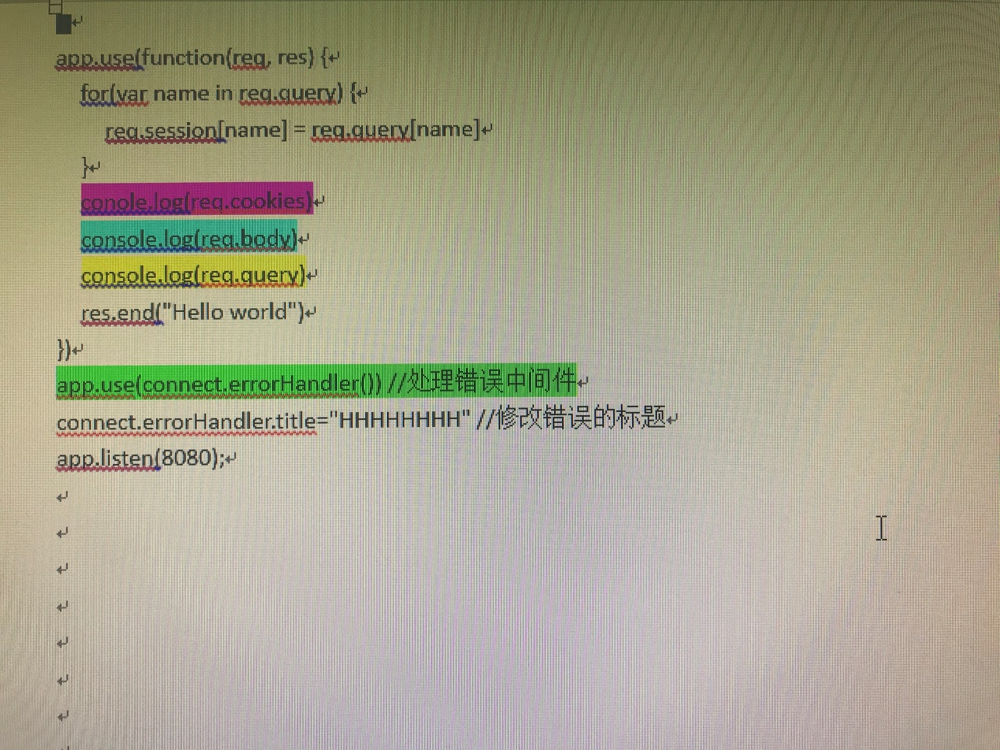 app.use(function(req, res) {
for(var name in req.query) {
req.session[name] = req.query[name]
}
conole.log(req.cookies)
console.log(req.body)
console.log(req.query)
res.end("Hello world")
})
app.use(connect.errorHandler()) //处理错误中间件
connect.errorHandler.title="HHHHHHHH" //修改错误的标题
app.listen(8080);